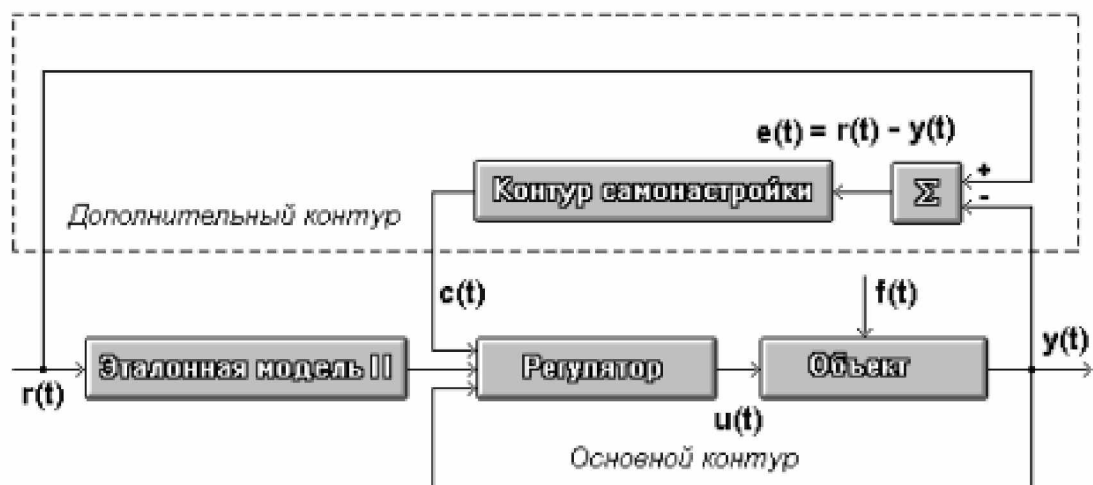 e(t) = r(t) - y(t)
Контур самонастройки
Σ
+
-
Дополнительный контур
c(t)
f(t)
r(t)
Эталонная модель II
Регулятор
u(t)
Объект
y(t)
Основной контур